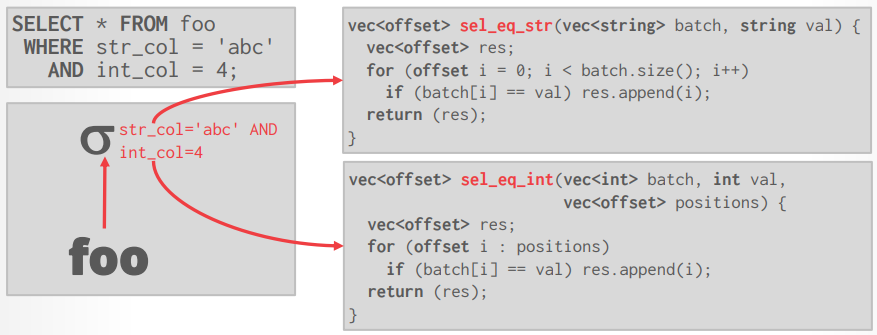 SELECT * FROM foo
WHERE str_col = 'abc'
AND int_col = 4;
σ str_col='abc' AND
int_col=4
foo
vec<offset> sel_eq_str(vec<string> batch, string val) {
vec<offset> res;
for (offset i = 0; i < batch.size(); i++)
if (batch[i] == val) res.append(i);
return (res);
}
vec<offset> sel_eq_int(vec<int> batch, int val,
vec<offset> positions) {
vec<offset> res;
for (offset i : positions)
if (batch[i] == val) res.append(i);
return (res);
}